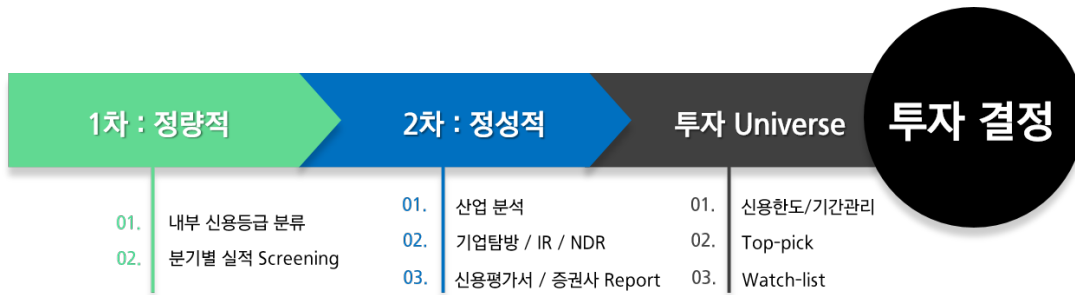 1차 : 정량적
2차 : 정성적
투자 Universe
투자 결정
01. 내부 신용등급 분류
02. 분기별 실적 Screening
01. 산업 분석
02. 기업탐방 / IR / NDR
03. 신용평가서 / 증권사 Report
01. 신용한도/기간관리
02. Top-pick
03. Watch-list